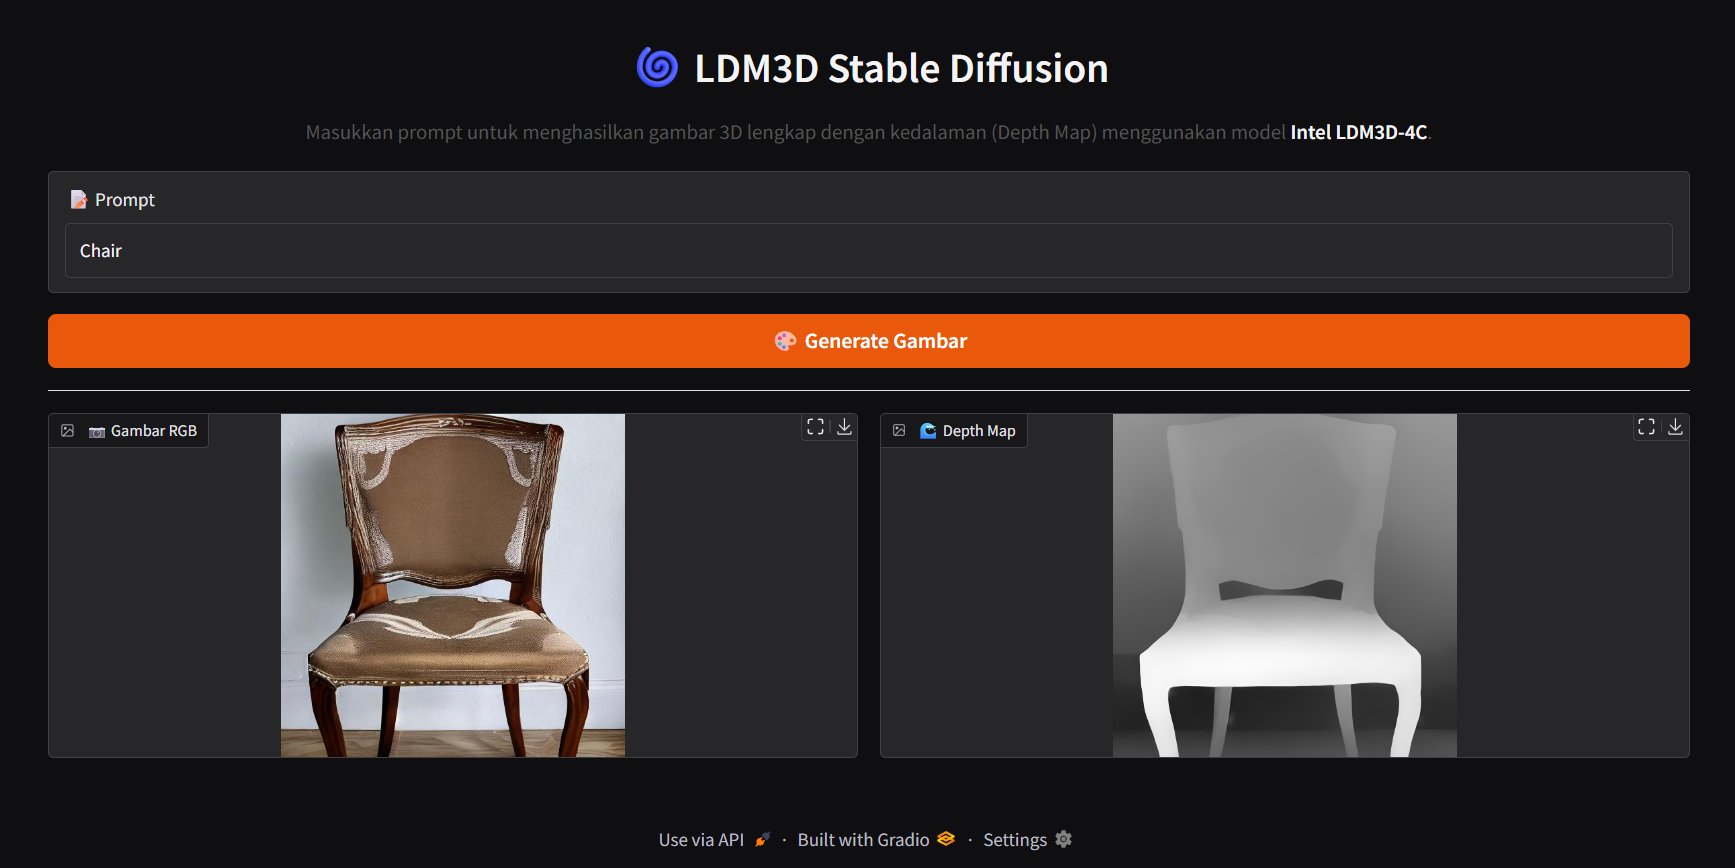 LDM3D Stable Diffusion
Masukkan prompt untuk menghasilkan gambar 3D lengkap dengan kedalaman (Depth Map) menggunakan model Intel LDM3D-4C.
Prompt
Chair
Generate Gambar
Gambar RGB
Depth Map
Use via API · Built with Gradio · Settings